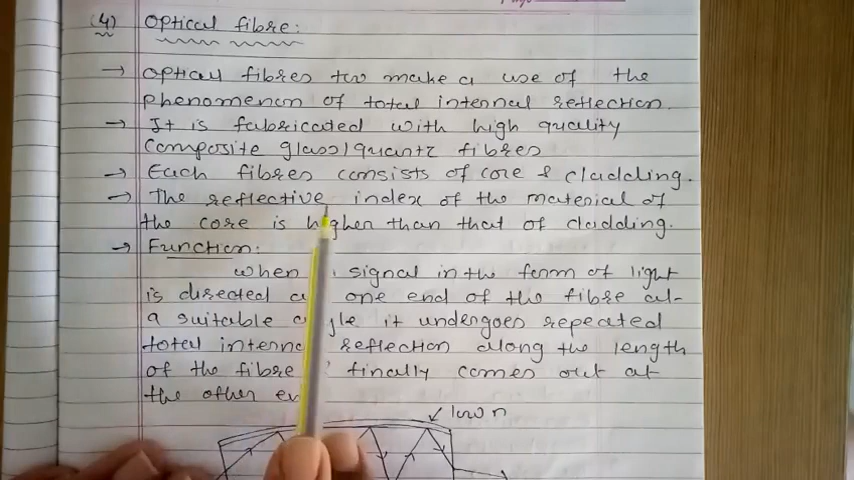 (4) Optical fibre:
→ Optical fibres too make a use of the
phenomenon of total internal reflection.
→ It is fabricated with high quality
composite glass/quantz fibres
→ Each fibres consists of core & cladding.
→ The reflective index of the material of
the core is higher than that of cladding.
→ Function:
when signal in the form of light
is directed one end of the fibre at
a suitable it undergoes repeated
total reflection along the length
of the fibre finally comes out at
the other
low n